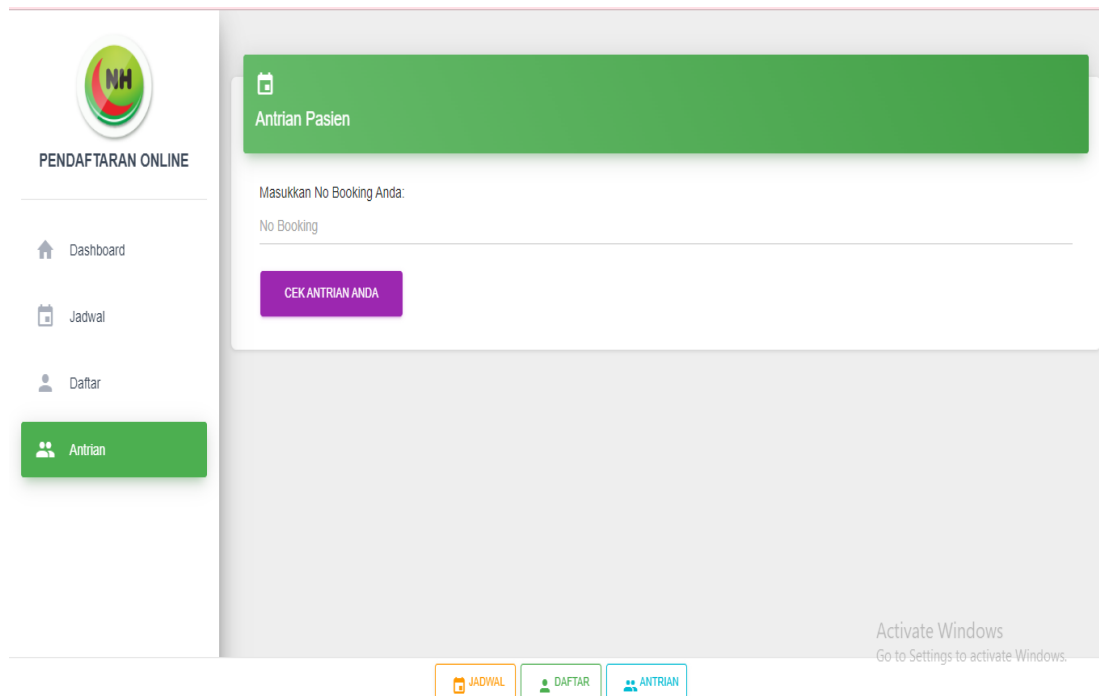 NH
PENDAFTARAN ONLINE
Dashboard
Jadwal
Daftar
Antrian
Antrian Pasien
Masukkan No Booking Anda:
No Booking
CEK ANTRIAN ANDA
Activate Windows
Go to Settings to activate Windows.
JADWAL
DAFTAR
ANTRIAN